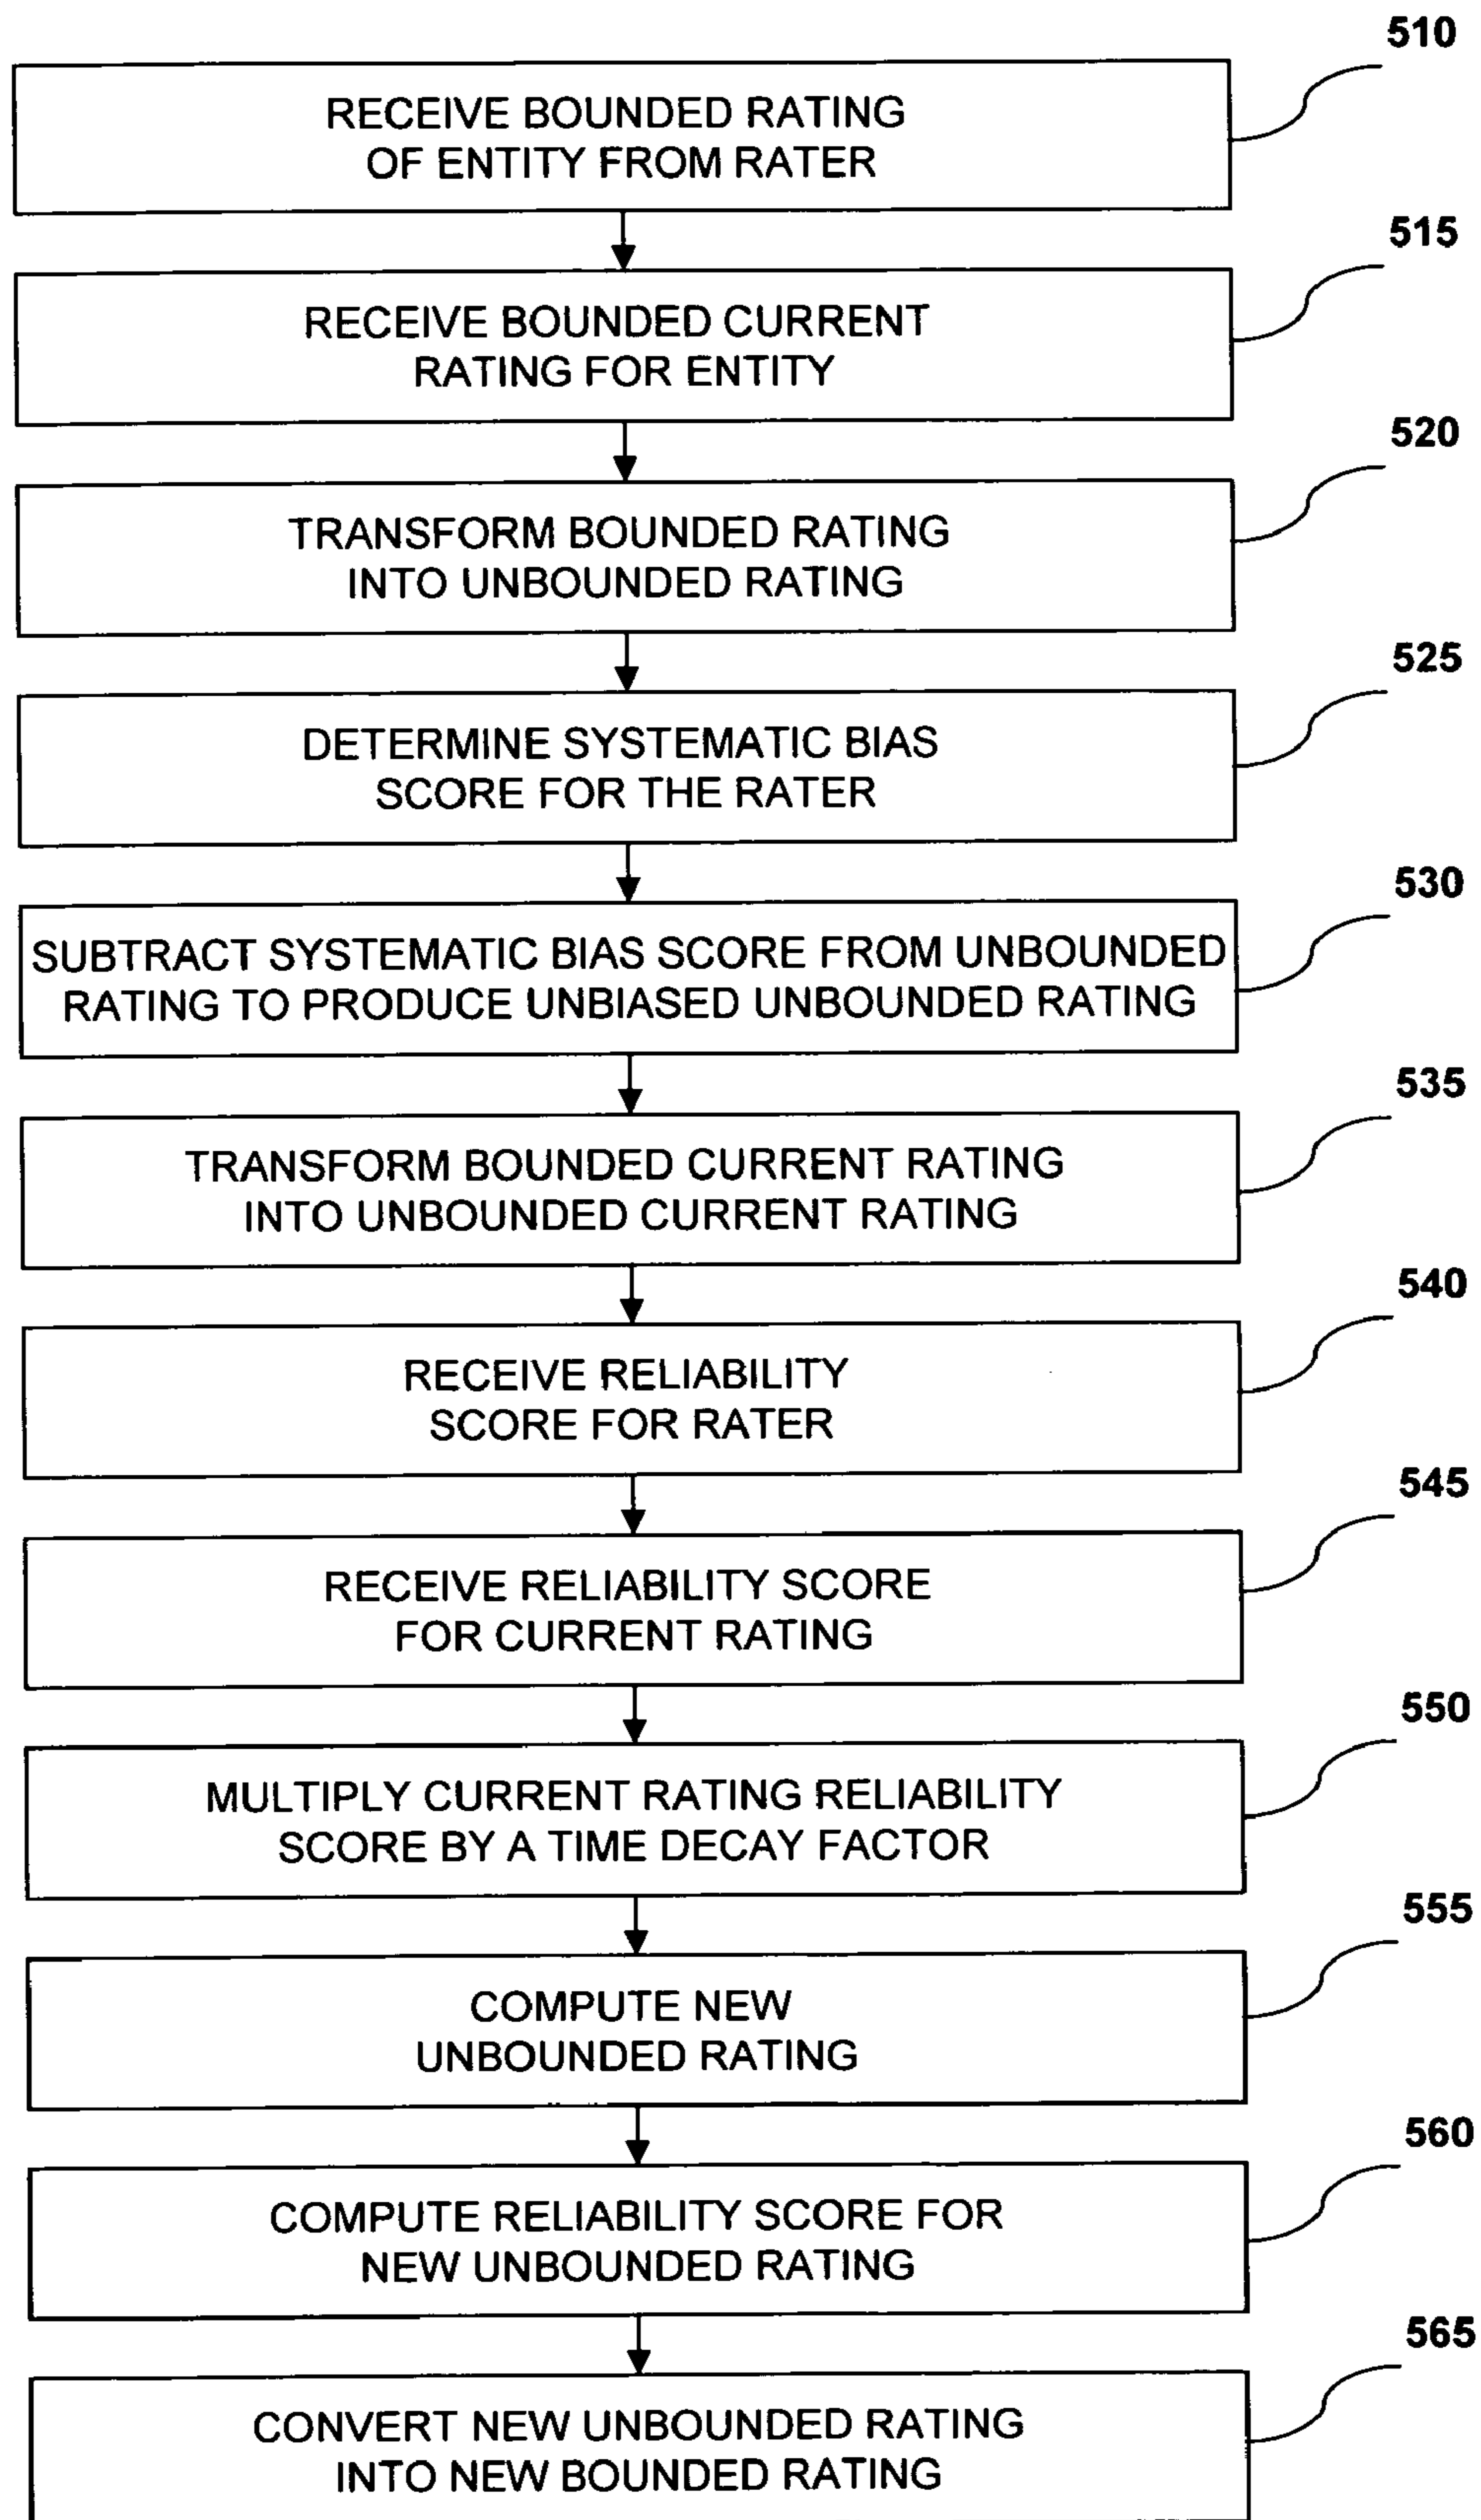 510
RECEIVE BOUNDED RATING
OF ENTITY FROM RATER
515
RECEIVE BOUNDED CURRENT
RATING FOR ENTITY
520
TRANSFORM BOUNDED RATING
INTO UNBOUNDED RATING
525
DETERMINE SYSTEMATIC BIAS
SCORE FOR THE RATER
530
SUBTRACT SYSTEMATIC BIAS SCORE FROM UNBOUNDED
RATING TO PRODUCE UNBIASED UNBOUNDED RATING
535
TRANSFORM BOUNDED CURRENT RATING
INTO UNBOUNDED CURRENT RATING
540
RECEIVE RELIABILITY
SCORE FOR RATER
545
RECEIVE RELIABILITY SCORE
FOR CURRENT RATING
550
MULTIPLY CURRENT RATING RELIABILITY
SCORE BY A TIME DECAY FACTOR
555
COMPUTE NEW
UNBOUNDED RATING
560
COMPUTE RELIABILITY SCORE FOR
NEW UNBOUNDED RATING
565
CONVERT NEW UNBOUNDED RATING
INTO NEW BOUNDED RATING